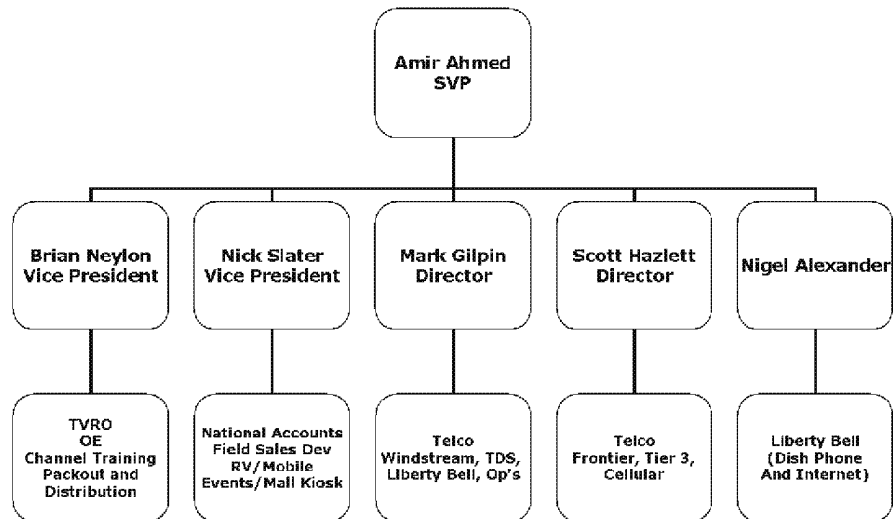 Amir Ahmed
SVP
Brian Neylon
Vice President
Nick Slater
Vice President
Mark Gilpin
Director
Scott Hazlett
Director
Nigel Alexander
TVRO
OE
Channel Training
Packout and
Distribution
National Accounts
Field Sales Dev
RV/Mobile
Events/Mall Kiosk
Telco
Windstream, TDS,
Liberty Bell, Op's
Telco
Frontier, Tier 3,
Cellular
Liberty Bell
(Dish Phone
And Internet)